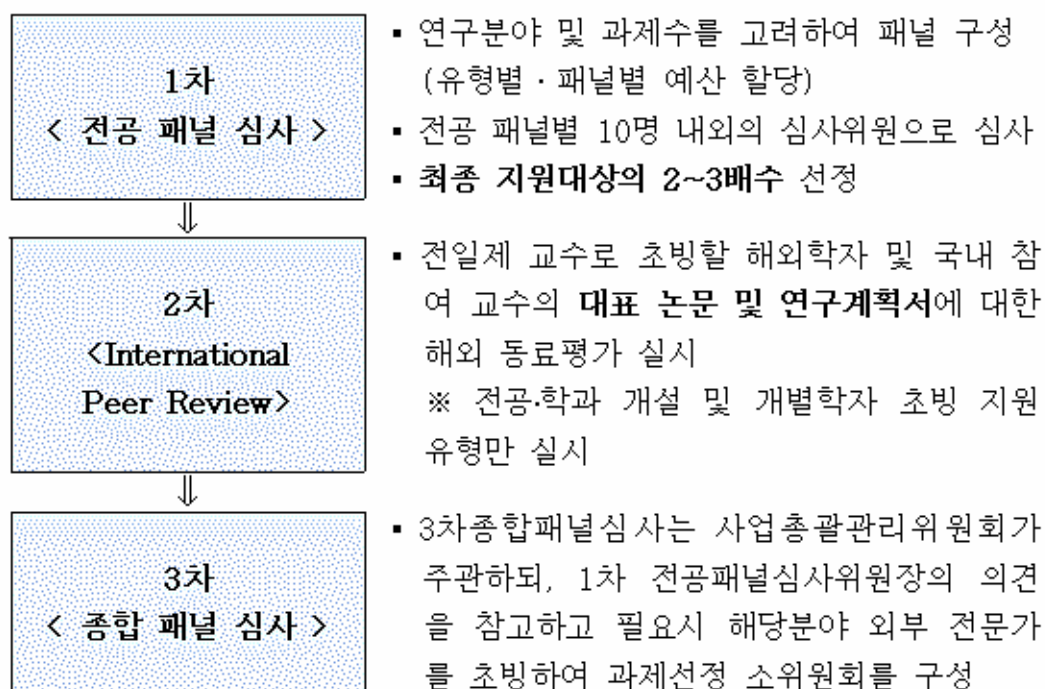 1차
< 전공 패널 심사 >
▪ 연구분야 및 과제수를 고려하여 패널 구성
(유형별·패널별 예산 할당)
▪ 전공 패널별 10명 내외의 심사위원으로 심사
▪ 최종 지원대상의 2~3배수 선정
⇓
2차
<International
Peer Review>
▪ 전일제 교수로 초빙할 해외학자 및 국내 참
여 교수의 대표 논문 및 연구계획서에 대한
해외 동료평가 실시
※ 전공·학과 개설 및 개별학자 초빙 지원
유형만 실시
⇓
3차
< 종합 패널 심사 >
▪ 3차종합패널심사는 사업총괄관리위원회가
주관하되, 1차 전공패널심사위원장의 의견
을 참고하고 필요시 해당분야 외부 전문가
를 초빙하여 과제선정 소위원회를 구성